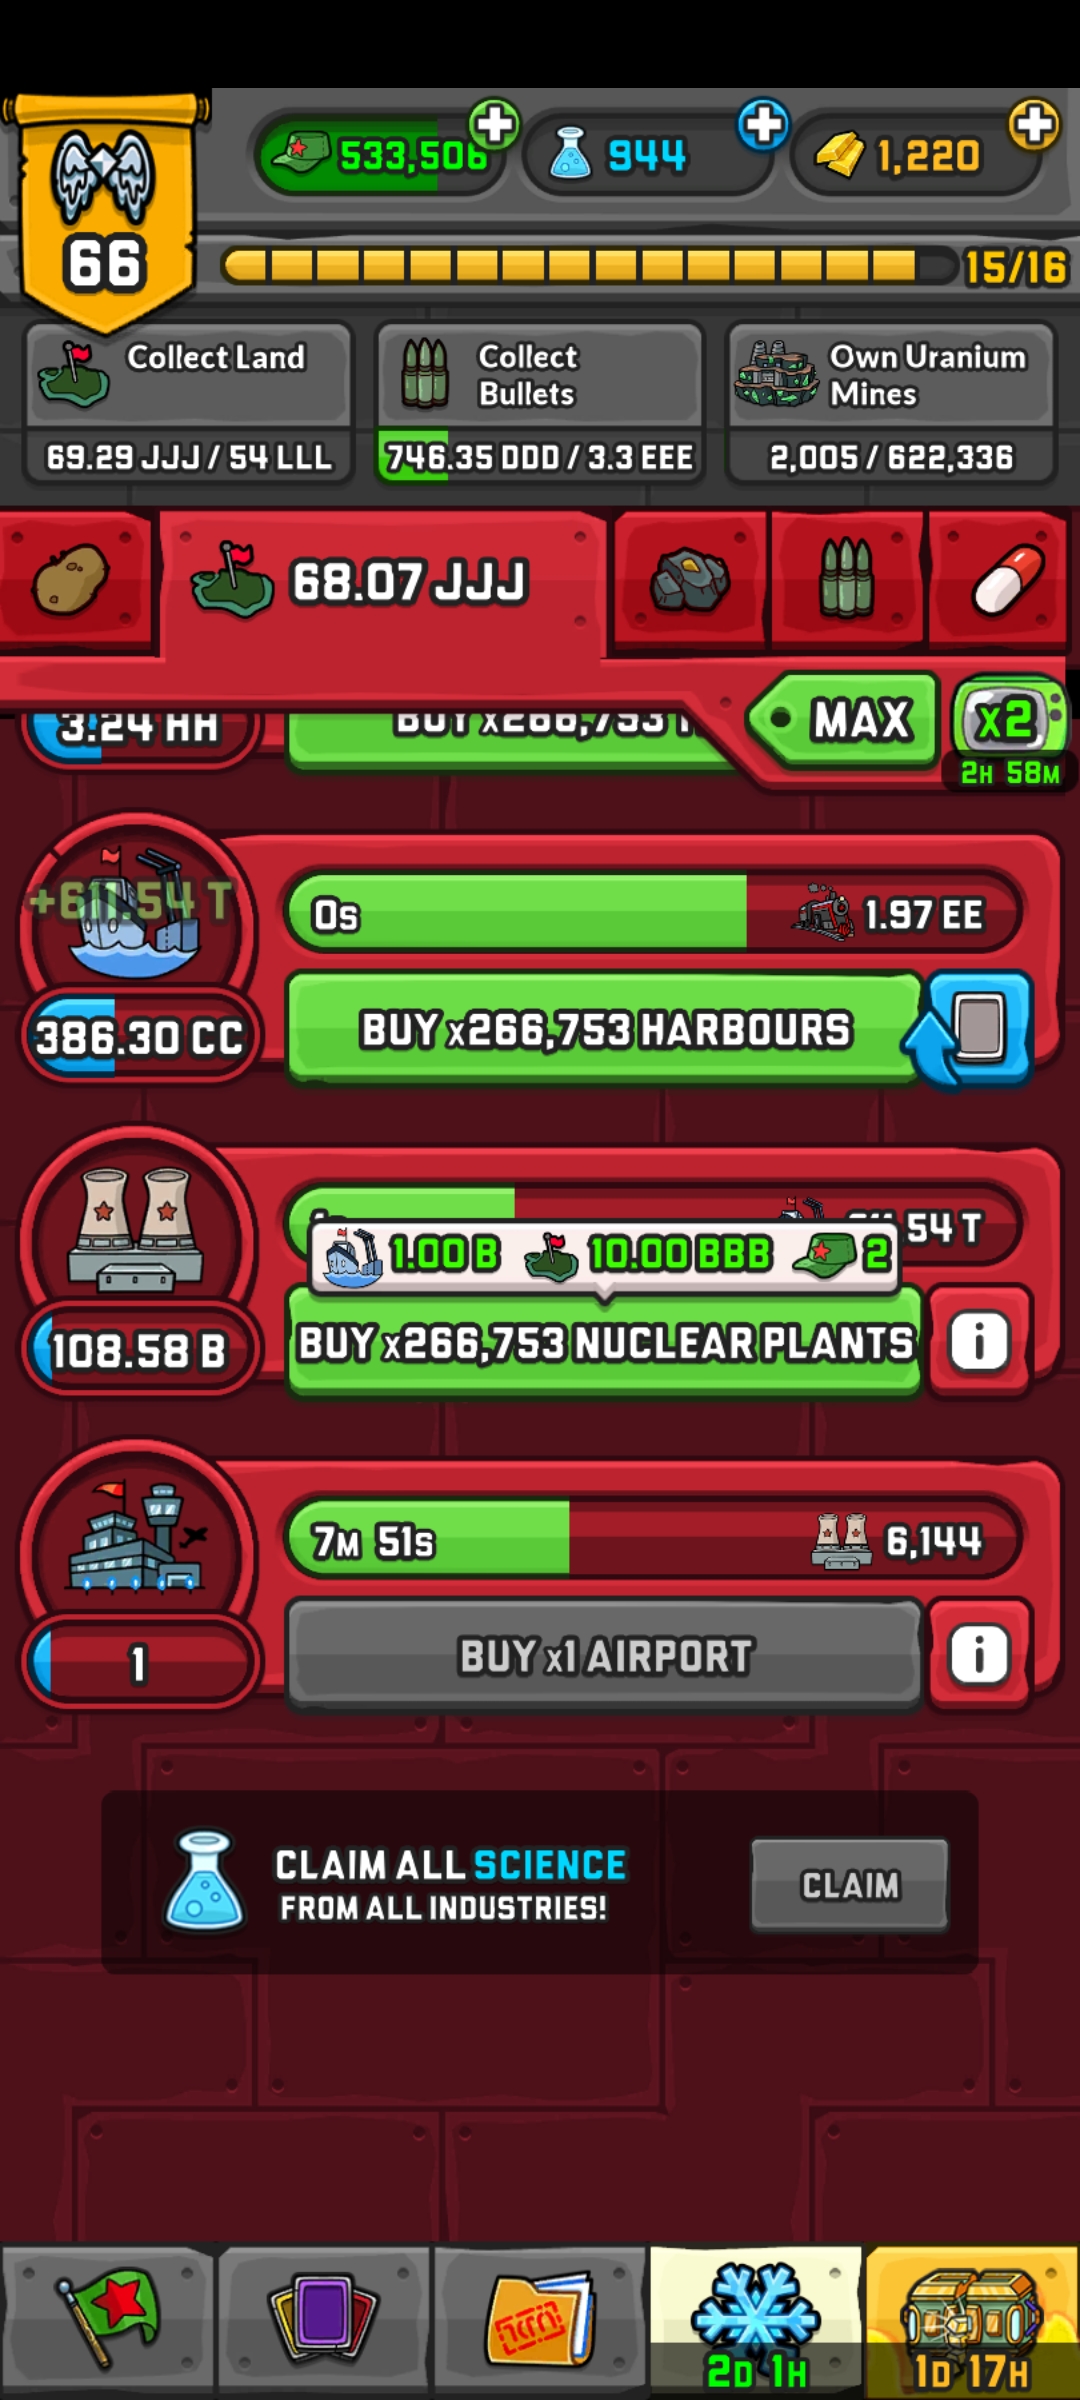 533,506
944
1,220
66
15/16
Collect Land
69.29 JJJ / 54 LLL
Collect
Bullets
746.35 DDD / 3.3 EEE
Own Uranium
Mines
2,005 / 622,336
68.07 JJJ
MAX
x2
2H 58M
3.24 HH
BUY x266,753
+611.54 T
0s
1.97 EE
386.30 CC
BUY x266,753 HARBOURS
54 T
1.00 B
10.00 BBB
2
108.58 B
BUY x266,753 NUCLEAR PLANTS
i
7M 51s
6,144
1
BUY x1 AIRPORT
i
CLAIM ALL SCIENCE
FROM ALL INDUSTRIES!
CLAIM
2D 1H
1D 17H